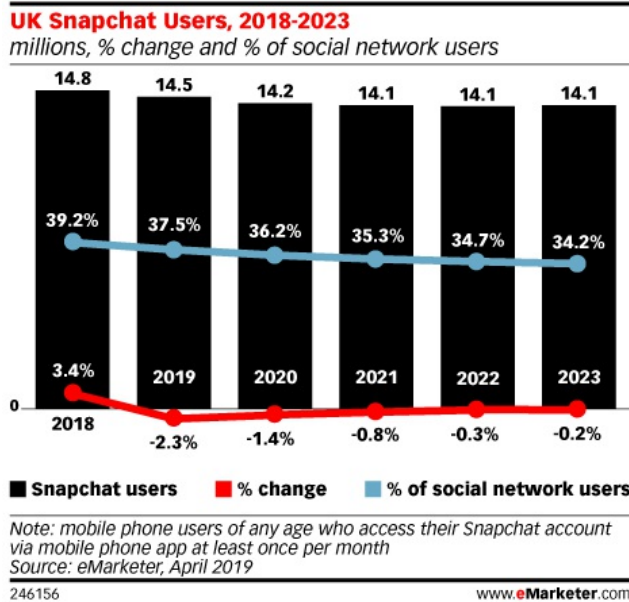 UK Snapchat Users, 2018-2023
millions, % change and % of social network users
14.8 14.5 14.2 14.1 14.1 14.1
39.2% 37.5% 36.2% 35.3% 34.7% 34.2%
3.4%
2019 2020 2021 2022 2023
0
2018
-2.3% -1.4% -0.8% -0.3% -0.2%
Snapchat users % change % of social network users
Note: mobile phone users of any age who access their Snapchat account
via mobile phone app at least once per month
Source: eMarketer, April 2019
246156 www.eMarketer.com